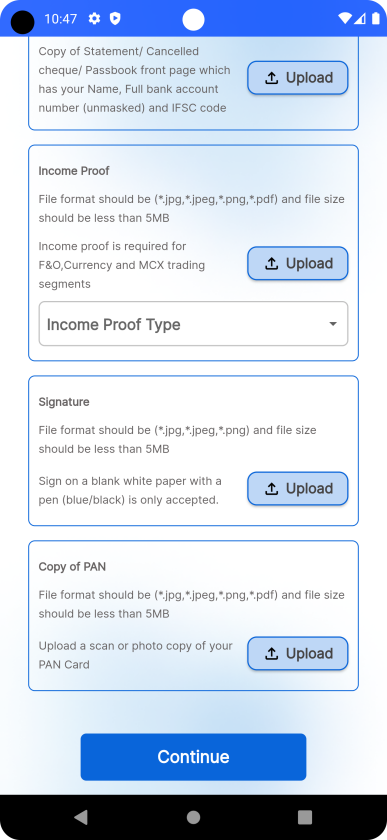 10:47
Copy of Statement/ Cancelled
cheque/ Passbook front page which
has your Name, Full bank account
number (unmasked) and IFSC code
Upload
Income Proof
File format should be (*.jpg,*.jpeg,*.png,*.pdf) and file size
should be less than 5MB
Income proof is required for
F&O,Currency and MCX trading
segments
Upload
Income Proof Type
Signature
File format should be (*.jpg,*.jpeg,*.png) and file size
should be less than 5MB
Sign on a blank white paper with a
pen (blue/black) is only accepted.
Upload
Copy of PAN
File format should be (*.jpg,*.jpeg,*.png,*.pdf) and file size
should be less than 5MB
Upload a scan or photo copy of your
PAN Card
Upload
Continue